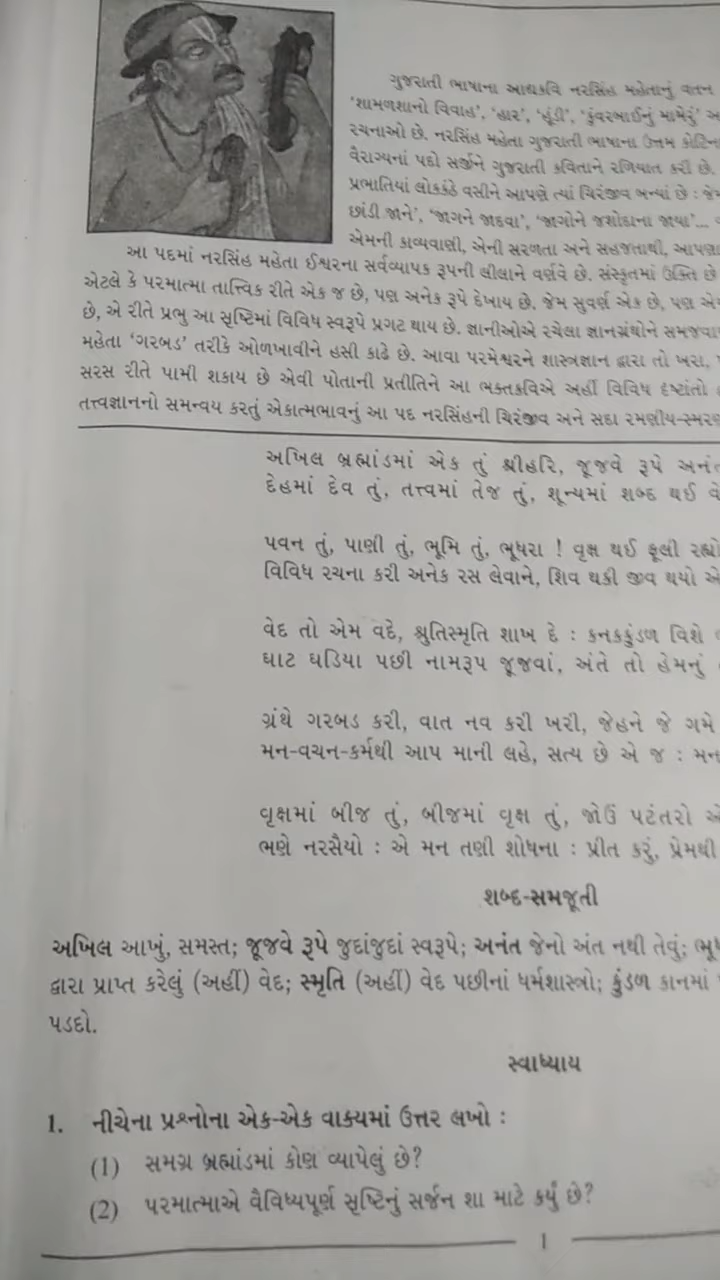 ગુજરાતી ભાષાના આદ્યકવિ નરસિંહ મહેતાનું વતન
'શામળશાનો વિવાહ', 'હાર', 'હૂંડી', 'કુંવરબાઈનું મામેરું'
રચનાઓ છે. નરસિંહ મહેતા ગુજરાતી ભાષાના ઉત્તમ કોટિના
વૈરાગ્યનાં પદો સર્જીને ગુજરાતી કવિતાને રળિયાત કરી છે.
પ્રભાતિયાં લોકકંઠે વસીને આપણે ત્યાં ચિરંજીવ બન્યાં છે :
છાંડી જાને', 'જાગને જાદવા', 'જાગોને જશોદાના જાયા'...
એમની કાવ્યવાણી, એની સરળતા અને સહજતાથી,
આ પદમાં નરસિંહ મહેતા ઈશ્વરના સર્વવ્યાપક રૂપની લીલાને વર્ણવે છે. સંસ્કૃતમાં ઉક્તિ છે
એટલે કે પરમાત્મા તાત્ત્વિક રીતે એક જ છે, પણ અનેક રૂપે દેખાય છે. જેમ સુવર્ણ એક છે, પણ
છે, એ રીતે પ્રભુ આ સૃષ્ટિમાં વિવિધ સ્વરૂપે પ્રગટ થાય છે. જ્ઞાનીઓએ રચેલા જ્ઞાનગ્રંથોને સમજવા
મહેતા 'ગરબડ' તરીકે ઓળખાવીને હસી કાઢે છે. આવા પરમેશ્વરને શાસ્ત્રજ્ઞાન દ્વારા તો ખરા,
સરસ રીતે પામી શકાય છે એવી પોતાની પ્રતીતિને આ ભક્તકવિએ અહીં વિવિધ દૃષ્ટાંતો
તત્ત્વજ્ઞાનનો સમન્વય કરતું એકાત્મભાવનું આ પદ નરસિંહની ચિરંજીવ અને સદા રમણીય-સ્મરણ
અખિલ બ્રહ્માંડમાં એક તું શ્રીહરિ, જૂજવે રૂપે અનંત
દેહમાં દેવ તું, તત્ત્વમાં તેજ તું, શૂન્યમાં શબ્દ થઈ વે
પવન તું, પાણી તું, ભૂમિ તું, ભૂધરા ! વૃક્ષ થઈ ફૂલી રહ્યો
વિવિધ રચના કરી અનેક રસ લેવાને, શિવ થકી જીવ થયો એ
વેદ તો એમ વદે, શ્રુતિસ્મૃતિ શાખ દે : કનકકુંડળ વિશે
ઘાટ ઘડિયા પછી નામરૂપ જૂજવાં, અંતે તો હેમનું
ગ્રંથે ગરબડ કરી, વાત નવ કરી ખરી, જેહને જે ગમે
મન-વચન-કર્મથી આપ માની લહે, સત્ય છે એ જ : મન
વૃક્ષમાં બીજ તું, બીજમાં વૃક્ષ તું, જોઉં પટંતરો એ
ભણે નરસૈયો : એ મન તણી શોધના : પ્રીત કરું, પ્રેમથી
શબ્દ-સમજૂતી
અખિલ આખું, સમસ્ત; જૂજવે રૂપે જુદાંજુદાં સ્વરૂપે; અનંત જેનો અંત નથી તેવું;
દ્વારા પ્રાપ્ત કરેલું (અહીં) વેદ; સ્મૃતિ (અહીં) વેદ પછીનાં ધર્મશાસ્ત્રો; કુંડળ કાનમાં
પડદો.
સ્વાધ્યાય
1. નીચેના પ્રશ્નોના એક-એક વાક્યમાં ઉત્તર લખો :
(1) સમગ્ર બ્રહ્માંડમાં કોણ વ્યાપેલું છે?
(2) પરમાત્માએ વૈવિધ્યપૂર્ણ સૃષ્ટિનું સર્જન શા માટે કર્યું છે?
1